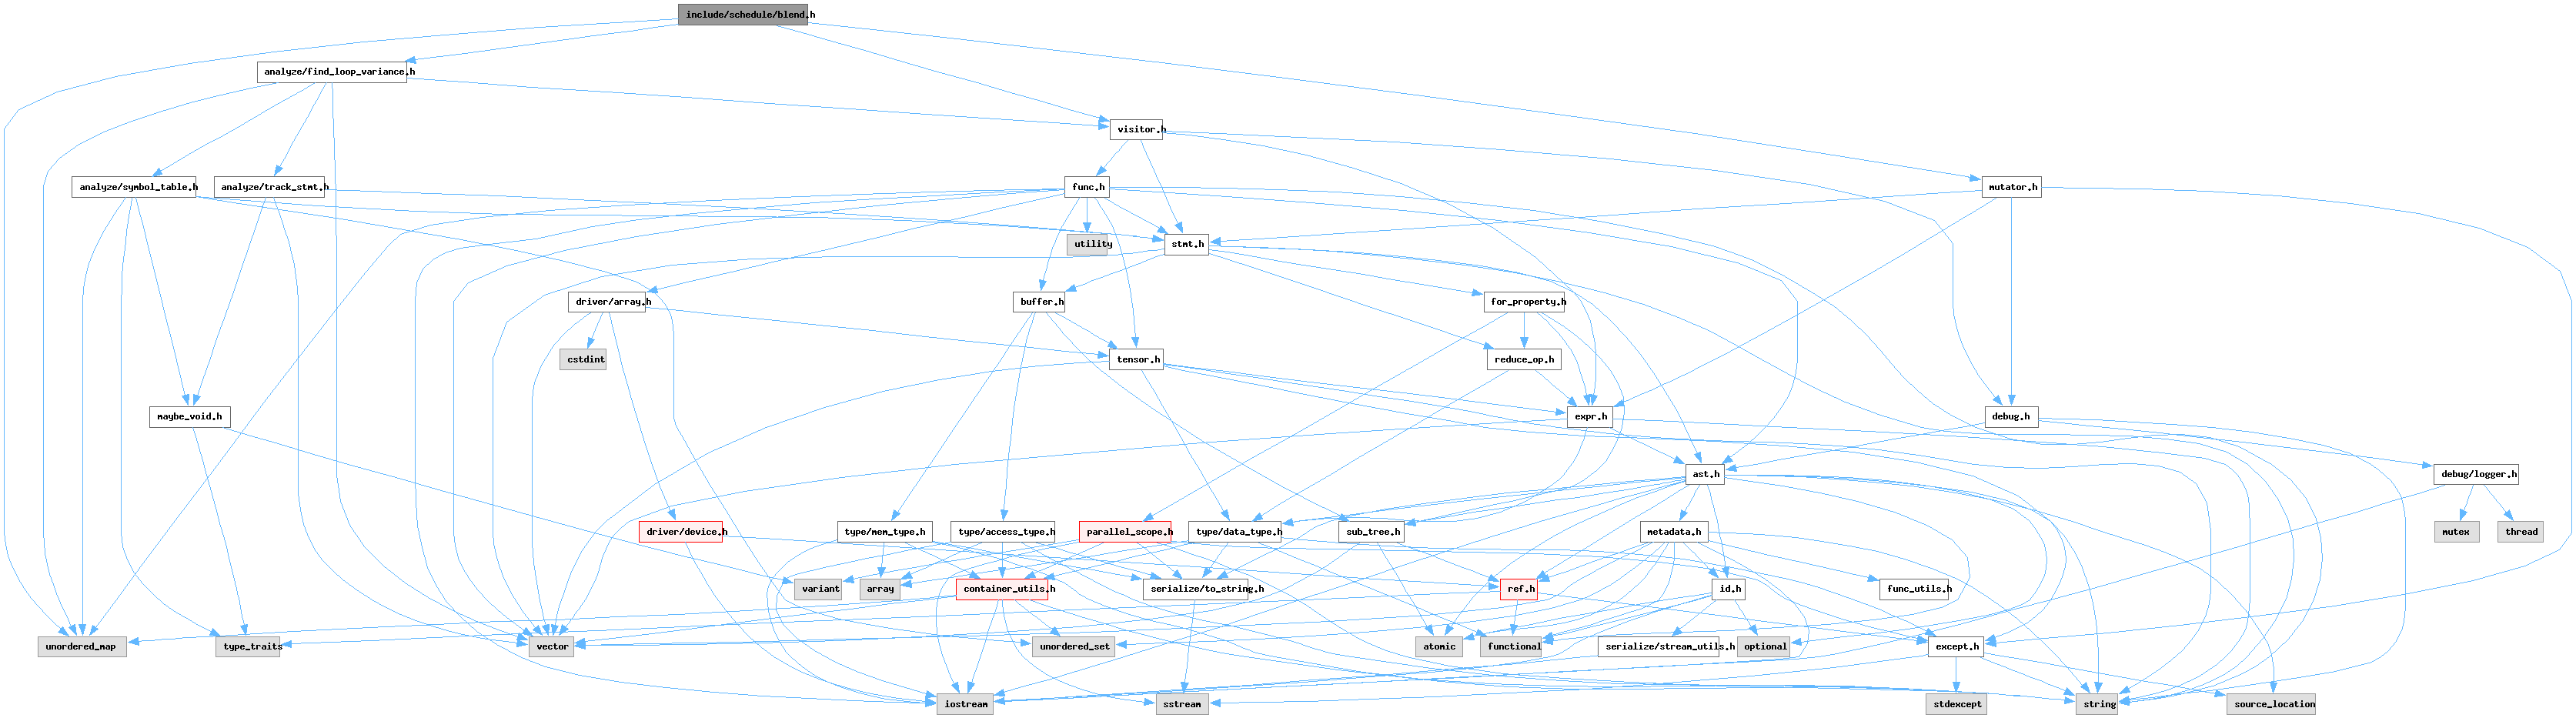 include/schedule/blend.h
analyze/find_loop_variance.h
visitor.h
analyze/symbol_table.h
analyze/track_stmt.h
func.h
mutator.h
utility
stmt.h
driver/array.h
buffer.h
for_property.h
cstdint
tensor.h
reduce_op.h
maybe_void.h
expr.h
debug.h
ast.h
debug/logger.h
driver/device.h
type/mem_type.h
type/access_type.h
parallel_scope.h
type/data_type.h
sub_tree.h
metadata.h
mutex
thread
variant
array
container_utils.h
serialize/to_string.h
ref.h
id.h
func_utils.h
unordered_map
type_traits
vector
unordered_set
atomic
functional
serialize/stream_utils.h
optional
except.h
iostream
sstream
stdexcept
string
source_location